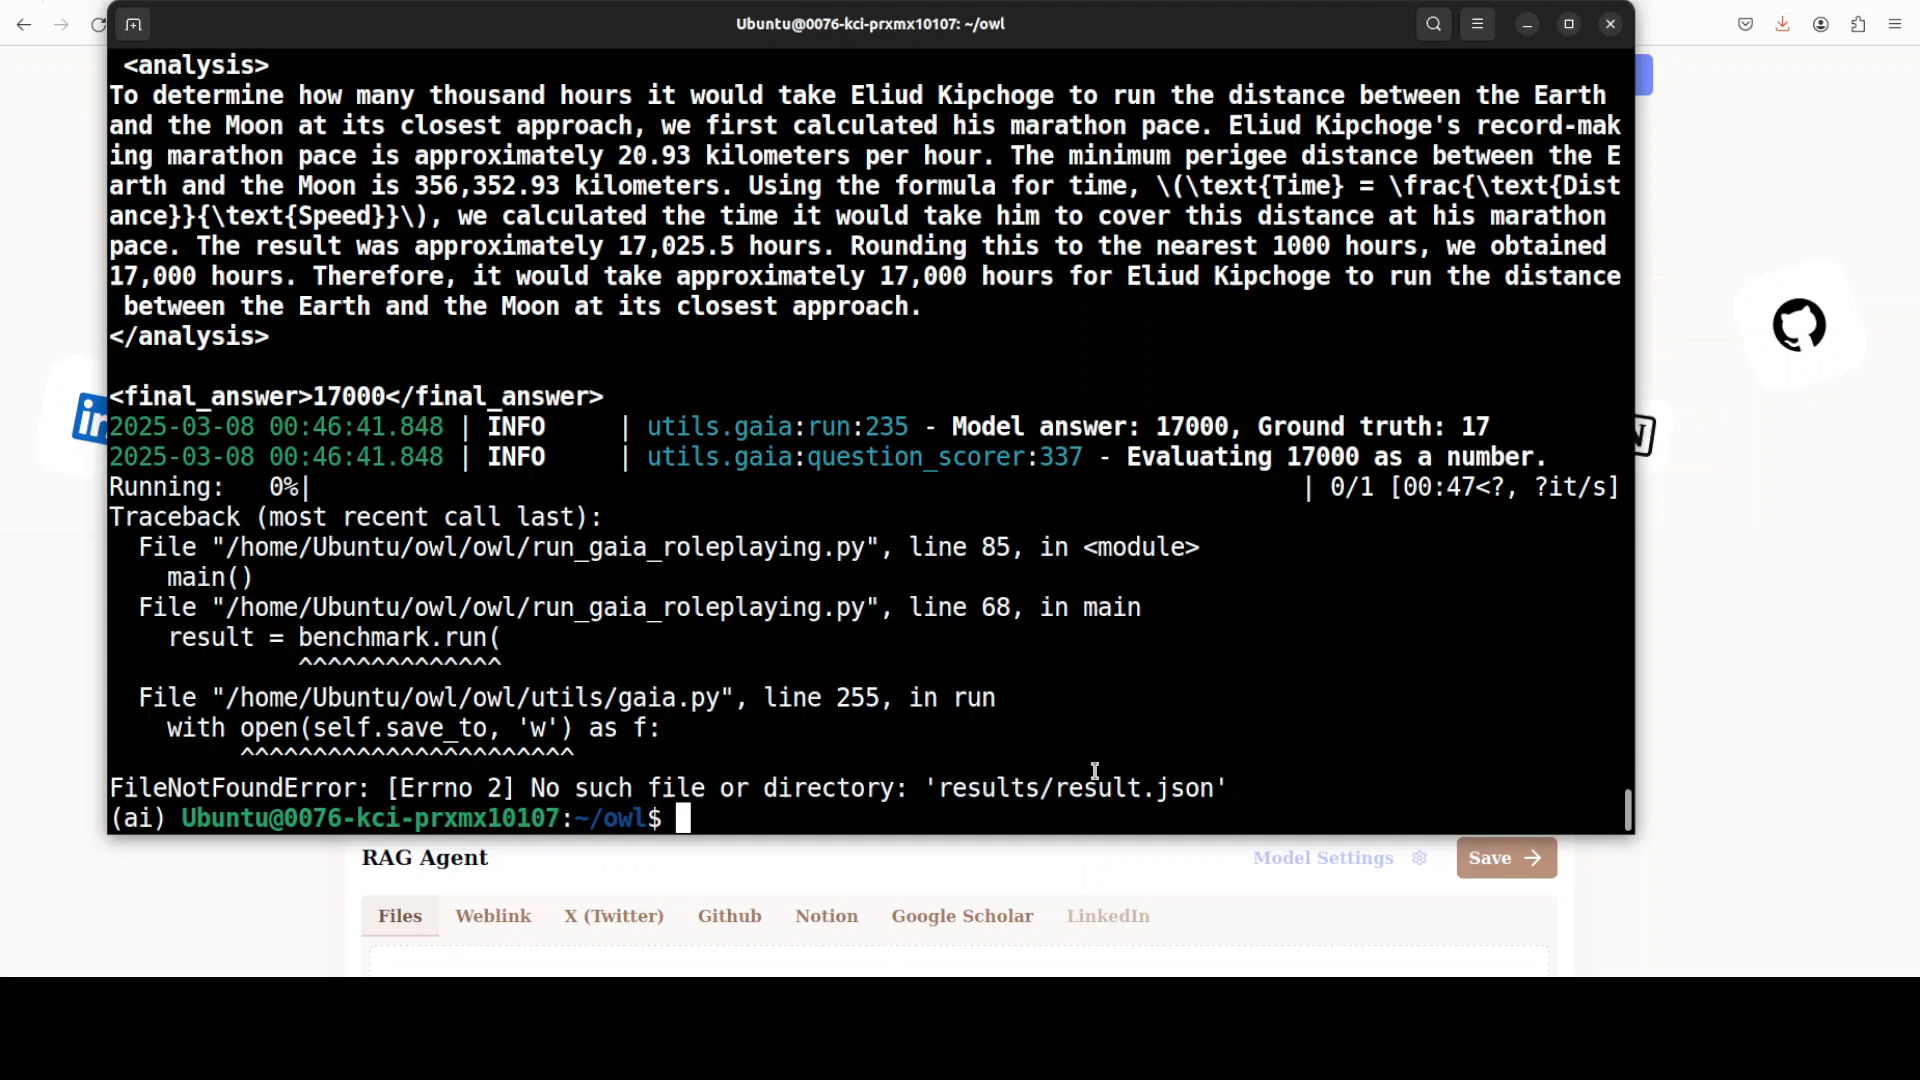 Ubuntu@0076-kci-prxmx10107: ~/owl
<analysis>
To determine how many thousand hours it would take Eliud Kipchoge to run the distance between the Earth
and the Moon at its closest approach, we first calculated his marathon pace. Eliud Kipchoge's record-mak
ing marathon pace is approximately 20.93 kilometers per hour. The minimum perigee distance between the E
arth and the Moon is 356,352.93 kilometers. Using the formula for time, \(\text{Time} = \frac{\text{Dist
ance}}{\text{Speed}}\), we calculated the time it would take him to cover this distance at his marathon
pace. The result was approximately 17,025.5 hours. Rounding this to the nearest 1000 hours, we obtained
17,000 hours. Therefore, it would take approximately 17,000 hours for Eliud Kipchoge to run the distance
between the Earth and the Moon at its closest approach.
</analysis>
<final_answer>17000</final_answer>
2025-03-08 00:46:41.848 | INFO     | utils.gaia:run:235 - Model answer: 17000, Ground truth: 17
2025-03-08 00:46:41.848 | INFO     | utils.gaia:question_scorer:337 - Evaluating 17000 as a number.
Running:   0%|          | 0/1 [00:47<?, ?it/s]
Traceback (most recent call last):
  File "/home/Ubuntu/owl/owl/run_gaia_roleplaying.py", line 85, in <module>
    main()
  File "/home/Ubuntu/owl/owl/run_gaia_roleplaying.py", line 68, in main
    result = benchmark.run(
             ^^^^^^^^^^^^^^
  File "/home/Ubuntu/owl/owl/utils/gaia.py", line 255, in run
    with open(self.save_to, 'w') as f:
         ^^^^^^^^^^^^^^^^^^^^^^^
FileNotFoundError: [Errno 2] No such file or directory: 'results/result.json'
(ai) Ubuntu@0076-kci-prxmx10107:~/owl$
in
N
RAG Agent
Model Settings
Save →
Files
Weblink
X (Twitter)
Github
Notion
Google Scholar
LinkedIn